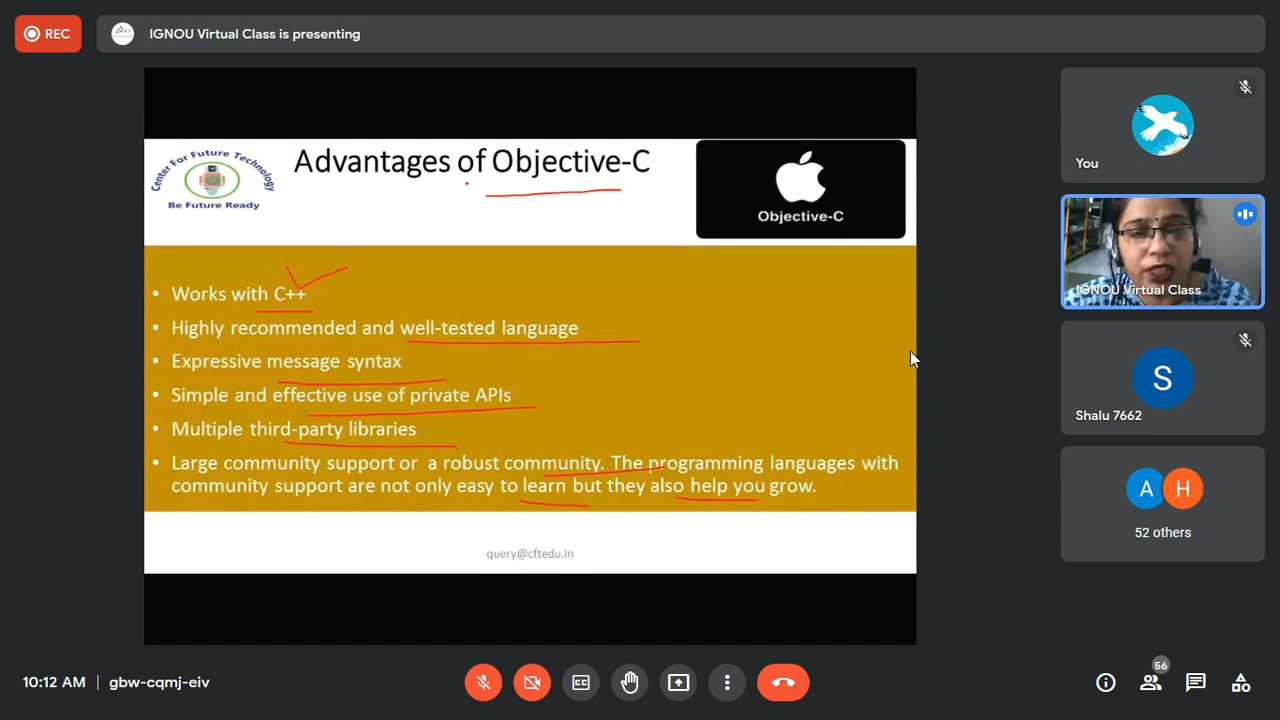 REC
IGNOU Virtual Class is presenting
Center For Future Technology
Be Future Ready
Advantages of Objective-C
Objective-C
• Works with C++
• Highly recommended and well-tested language
• Expressive message syntax
• Simple and effective use of private APIs
• Multiple third-party libraries
• Large community support or a robust community. The programming languages with
community support are not only easy to learn but they also help you grow.
query@cftedu.in
You
IGNOU Virtual Class
S
Shalu 7662
A H
52 others
10:12 AM | gbw-cqmj-eiv
CC
56